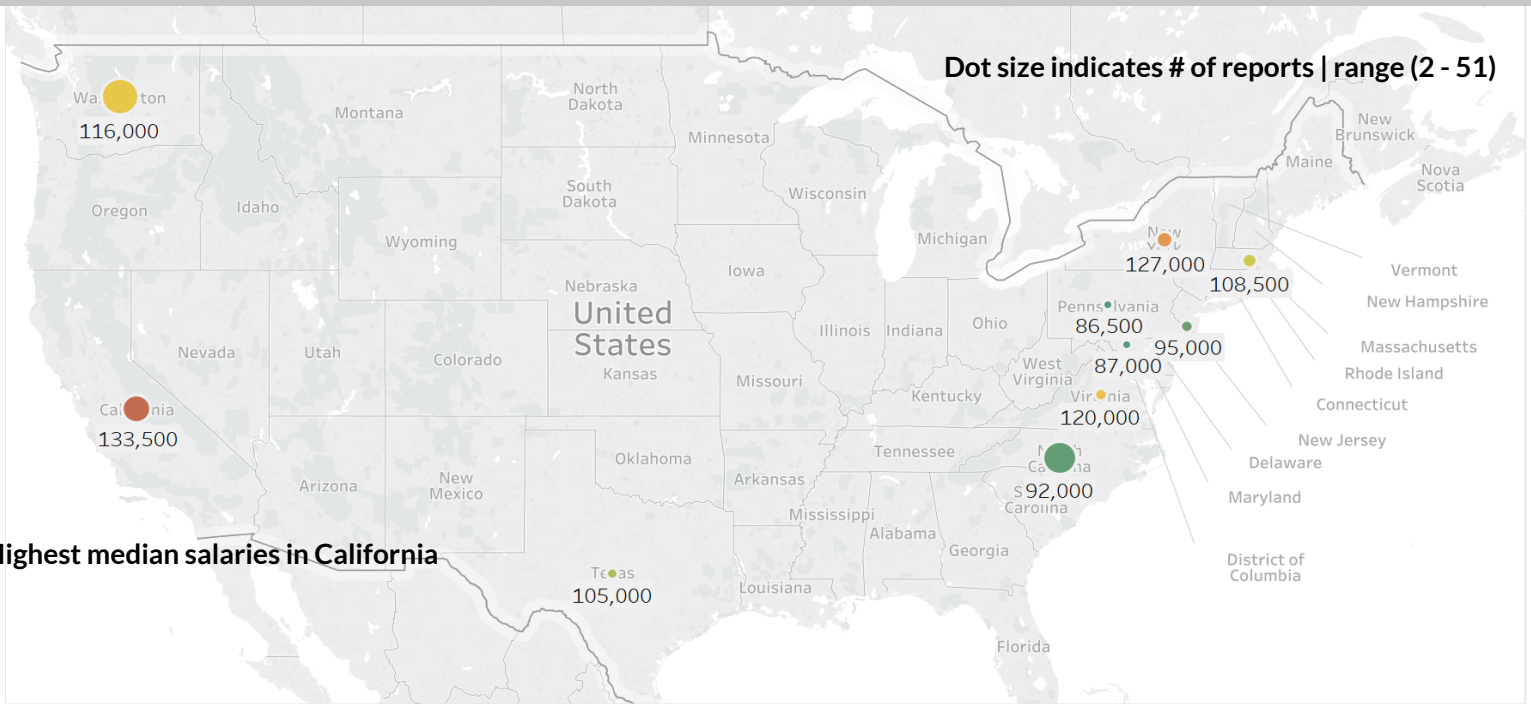 Dot size indicates # of reports | range (2 - 51)
North
Dakota
Montana
116,000
New
Brunswick
Minnesota
Maine
Nova
Scotia
South
Dakota
Wisconsin
Oregon
Idaho
Wyoming
Michigan
New
127,000
108,500
Vermont
New Hampshire
Iowa
Nebraska
United
States
Kansas
Illinois
Indiana
Ohio
86,500
95,000
87,000
Massachusetts
Rhode Island
Connecticut
Nevada
Utah
Colorado
Missouri
West
Virginia
Kentucky
120,000
New Jersey
Delaware
Maryland
133,500
Oklahoma
Tennessee
Arizona
New
Mexico
Arkansas
92,000
Carolina
Mississippi
Alabama
Georgia
District of
Columbia
Highest median salaries in California
105,000
Louisiana
Florida